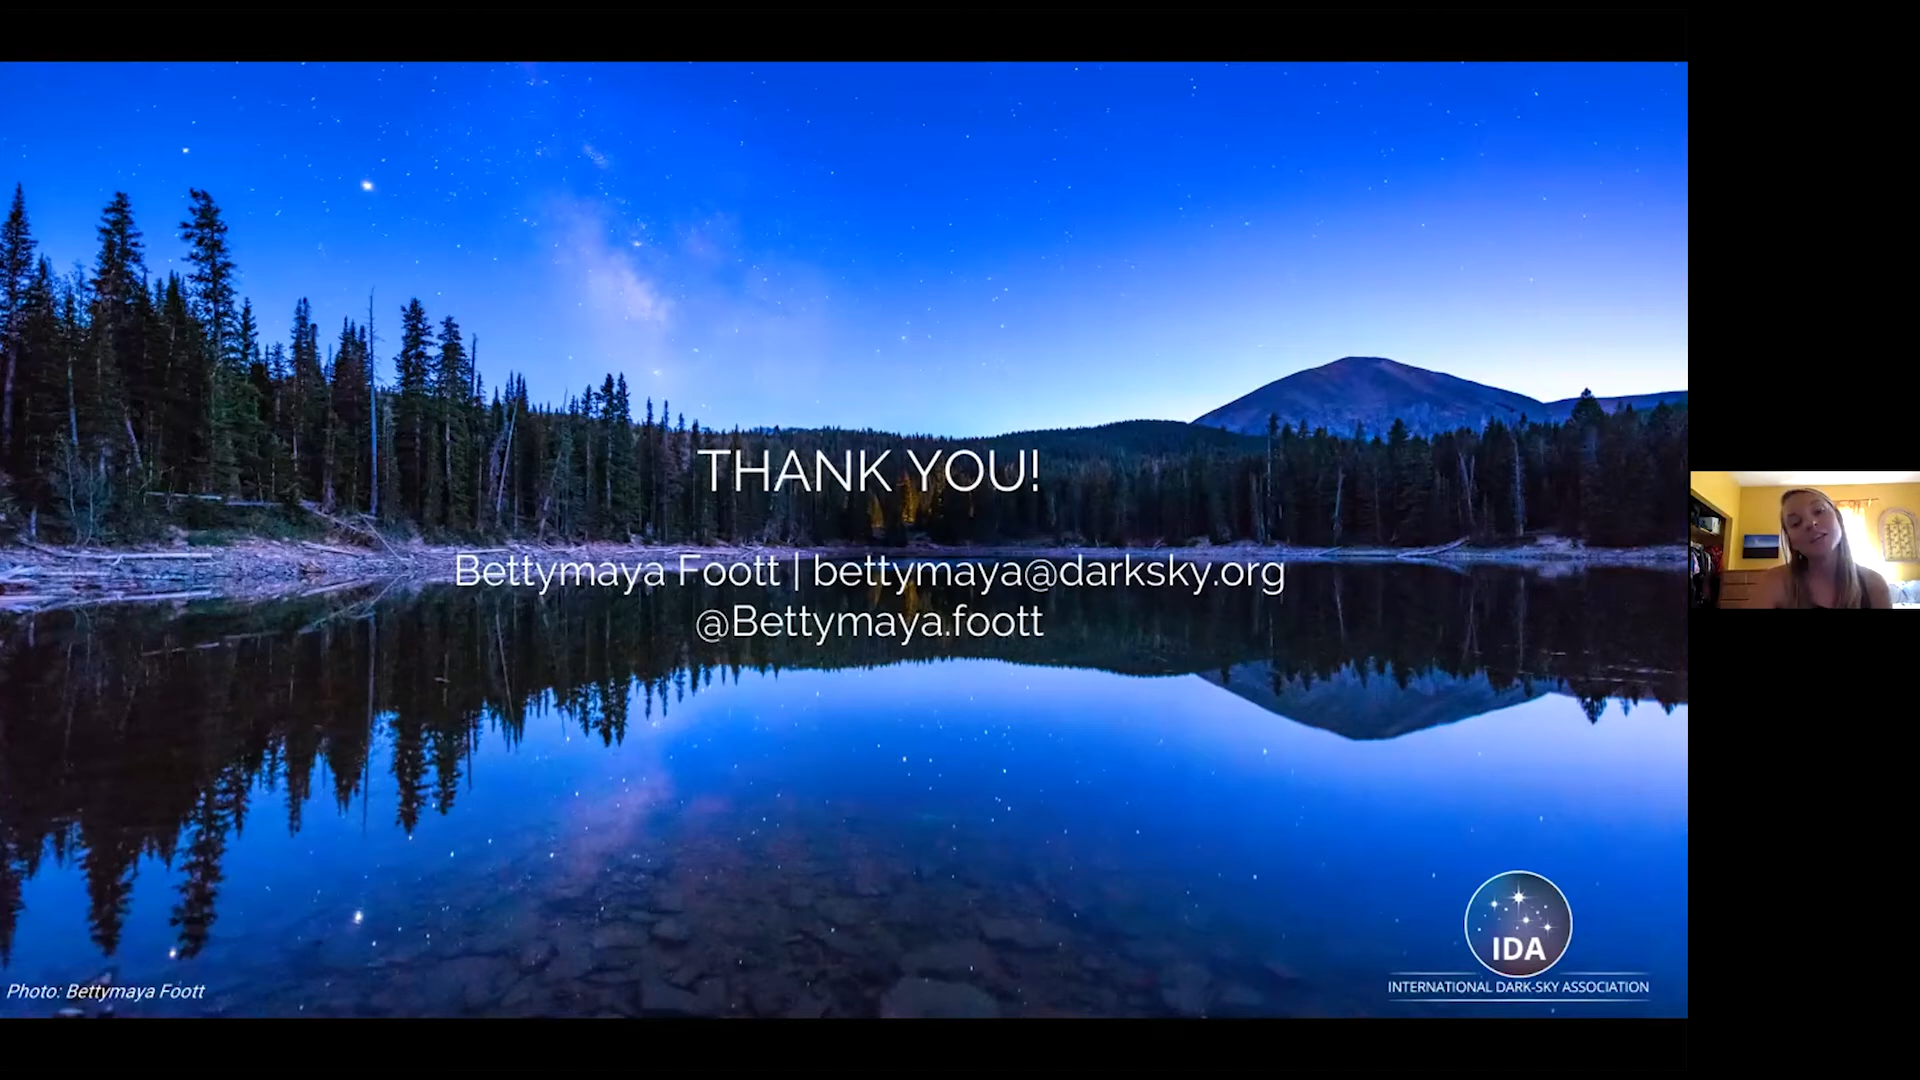 THANK YOU!
Bettymaya Foott | bettymaya@darksky.org
@Bettymaya.foott
IDA
INTERNATIONAL DARK-SKY ASSOCIATION
Photo: Bettymaya Foott